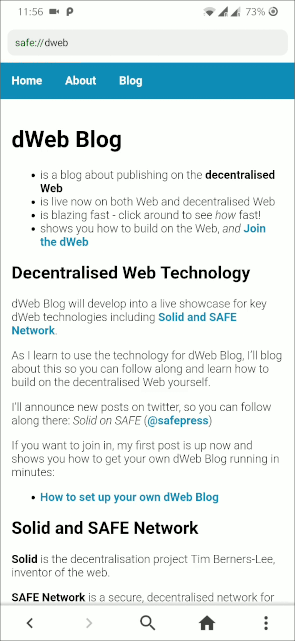 11:56 73%
safe://dweb
Home About Blog
dWeb Blog
is a blog about publishing on the decentralised
Web
is live now on both Web and decentralised Web
is blazing fast - click around to see how fast!
shows you how to build on the Web, and Join
the dWeb
Decentralised Web Technology
dWeb Blog will develop into a live showcase for key
dWeb technologies including Solid and SAFE
Network.
As I learn to use the technology for dWeb Blog, I'll
blog about this so you can follow along and learn how to
build on the decentralised Web yourself.
I'll announce new posts on twitter, so you can follow
along there: Solid on SAFE (@safepress)
If you want to join in, my first post is up now and
shows you how to get your own dWeb Blog running in
minutes:
How to set up your own dWeb Blog
Solid and SAFE Network
Solid is the decentralisation project Tim Berners-Lee,
inventor of the web.
SAFE Network is a secure, decentralised network for